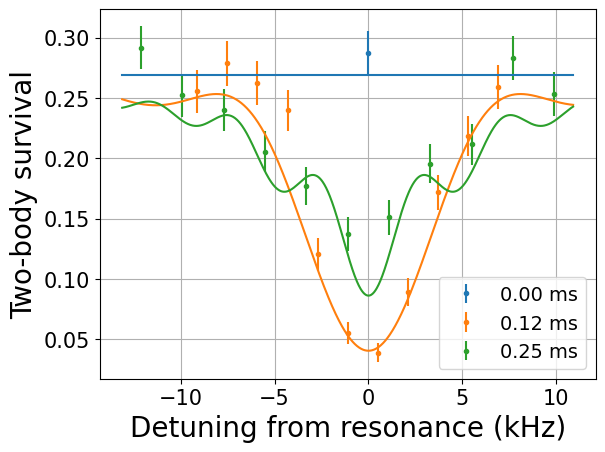 0.30
0.25
0.20
0.15
0.10
0.05
Two-body survival
0.00 ms
0.12 ms
0.25 ms
−10 −5 0 5 10
Detuning from resonance (kHz)